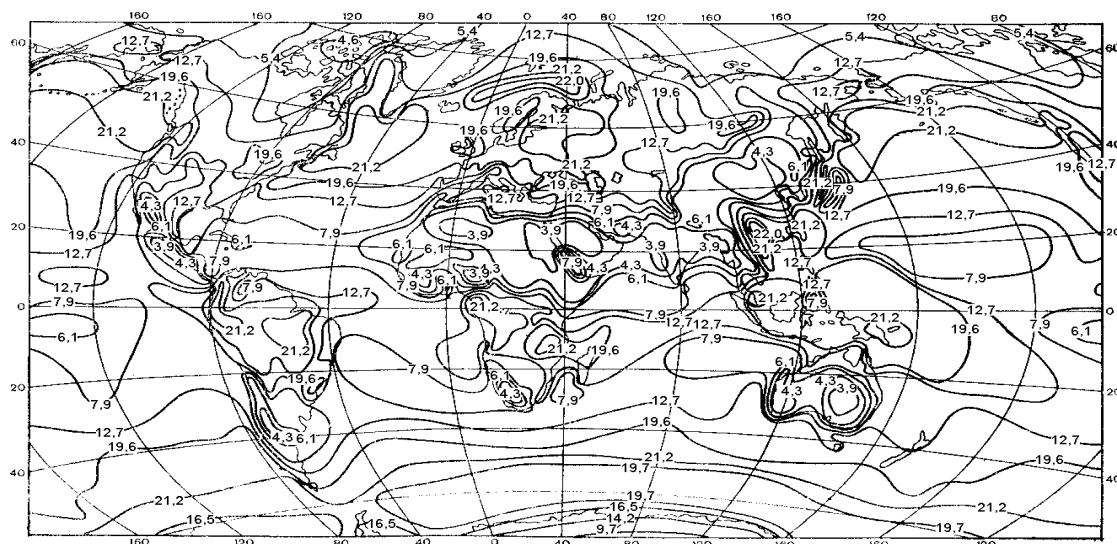 160 160 120 80 40 0 40 80 120 160 160 120 80
60 12,7 5,4 4,6 5,4 12,7 5,4 60
19,6 12,7 19,6 21,2 22,0 12,7 12,7 19,6
21,2 19,6 19,6 19,6 21,2
21,2 19,6 21,2 19,6
40 19,6 21,2 12,7 4,3 6,1 12,7 40
21,2 19,6 21,2 7,9
19,6 12,7 19,6 12,7 12,7 19,6
4,3 12,7 7,9 6,1 6,1 21,2 12,7
20 6,1 7,9 3,9 3,9 22,0 7,9 20
19,6 3,9 6,1 6,1 6,1 3,9 21,2
12,7 4,3 7,9 7,9 4,3 4,3 12,7
7,9 7,9 6,1 3,9 6,1 12,7
12,7 7,9 12,7 21,2 21,2 7,9
0 7,9 7,9 12,7 12,7 0
6,1 21,2 7,9 21,2 19,6 7,9 6,1
21,2 21,2 19,6 6,1
20 7,9 19,6 7,9 6,1 4,3 4,3 3,9 7,9 20
4,3 7,9
12,7 4,3 6,1 12,7 12,7
19,6 19,6 19,6
40 21,2 21,2 40
19,7 21,2
21,2 19,7
16,5 16,5 16,5 19,7
14,2
9,7
160 160 120 80 40 0 40 80 120 160 160 120